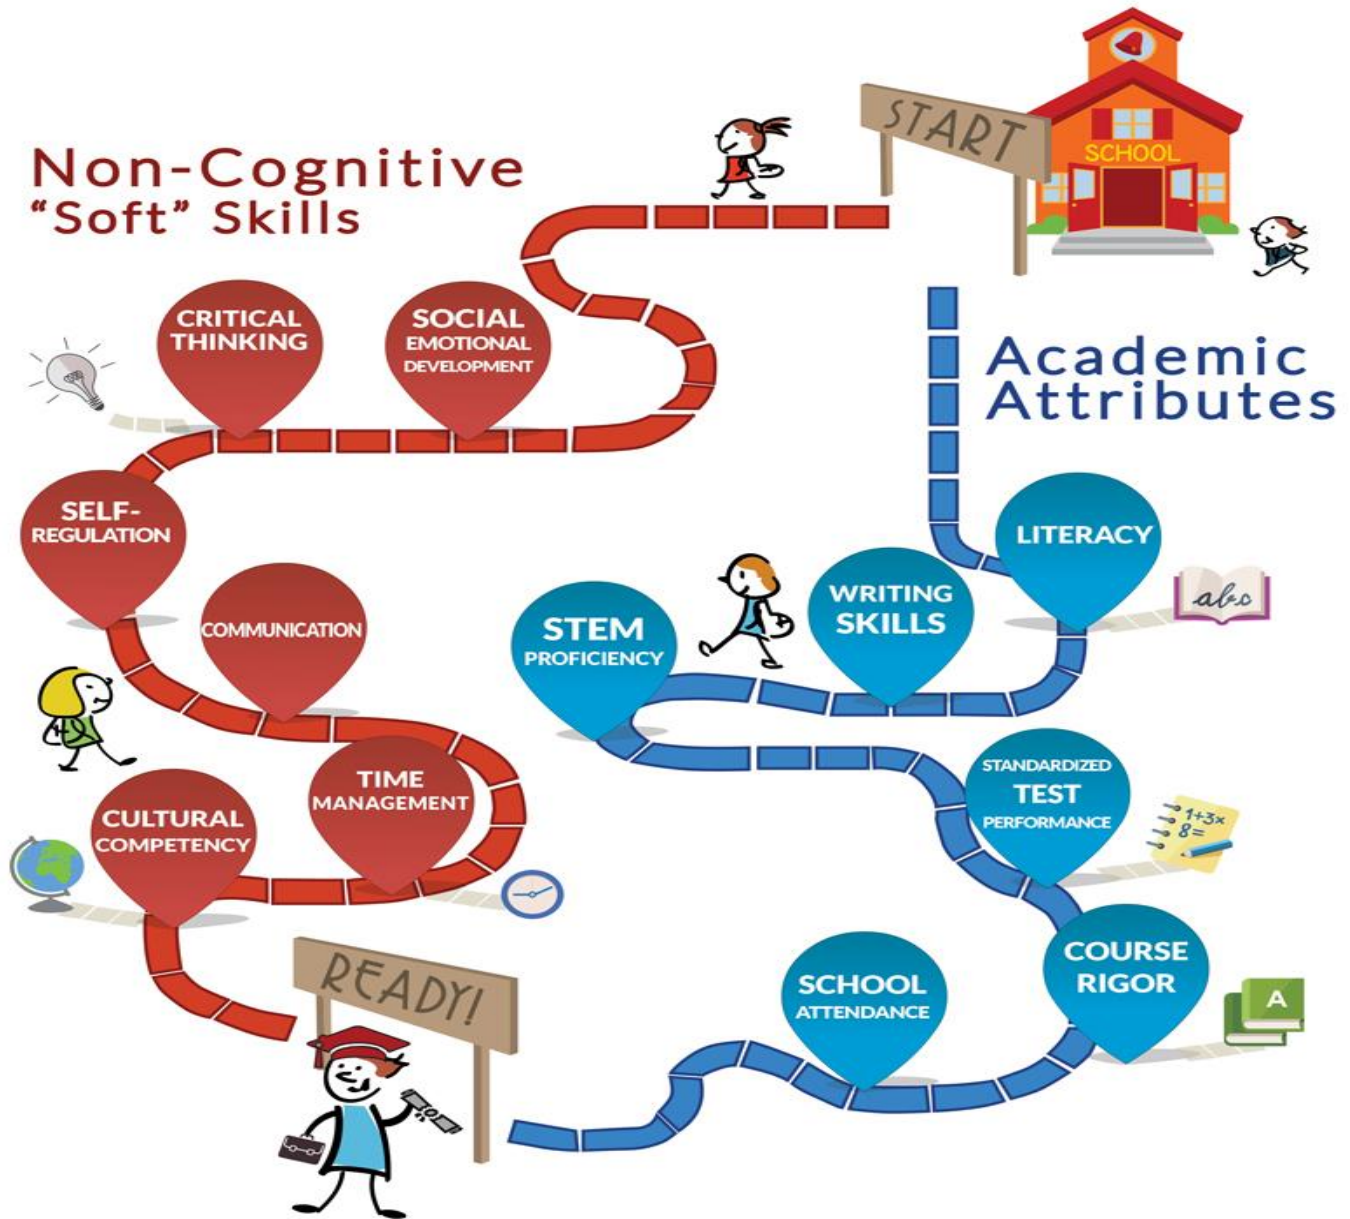 START
SCHOOL
Non-Cognitive
“Soft” Skills
SOCIAL
EMOTIONAL
DEVELOPMENT
CRITICAL
THINKING
SELF-
REGULATION
COMMUNICATION
TIME
MANAGEMENT
CULTURAL
COMPETENCY
Academic
Attributes
LITERACY
abc
WRITING
SKILLS
STEM
PROFICIENCY
STANDARDIZED
TEST
PERFORMANCE
1+3x
8=
COURSE
RIGOR
A
SCHOOL
ATTENDANCE
READY!